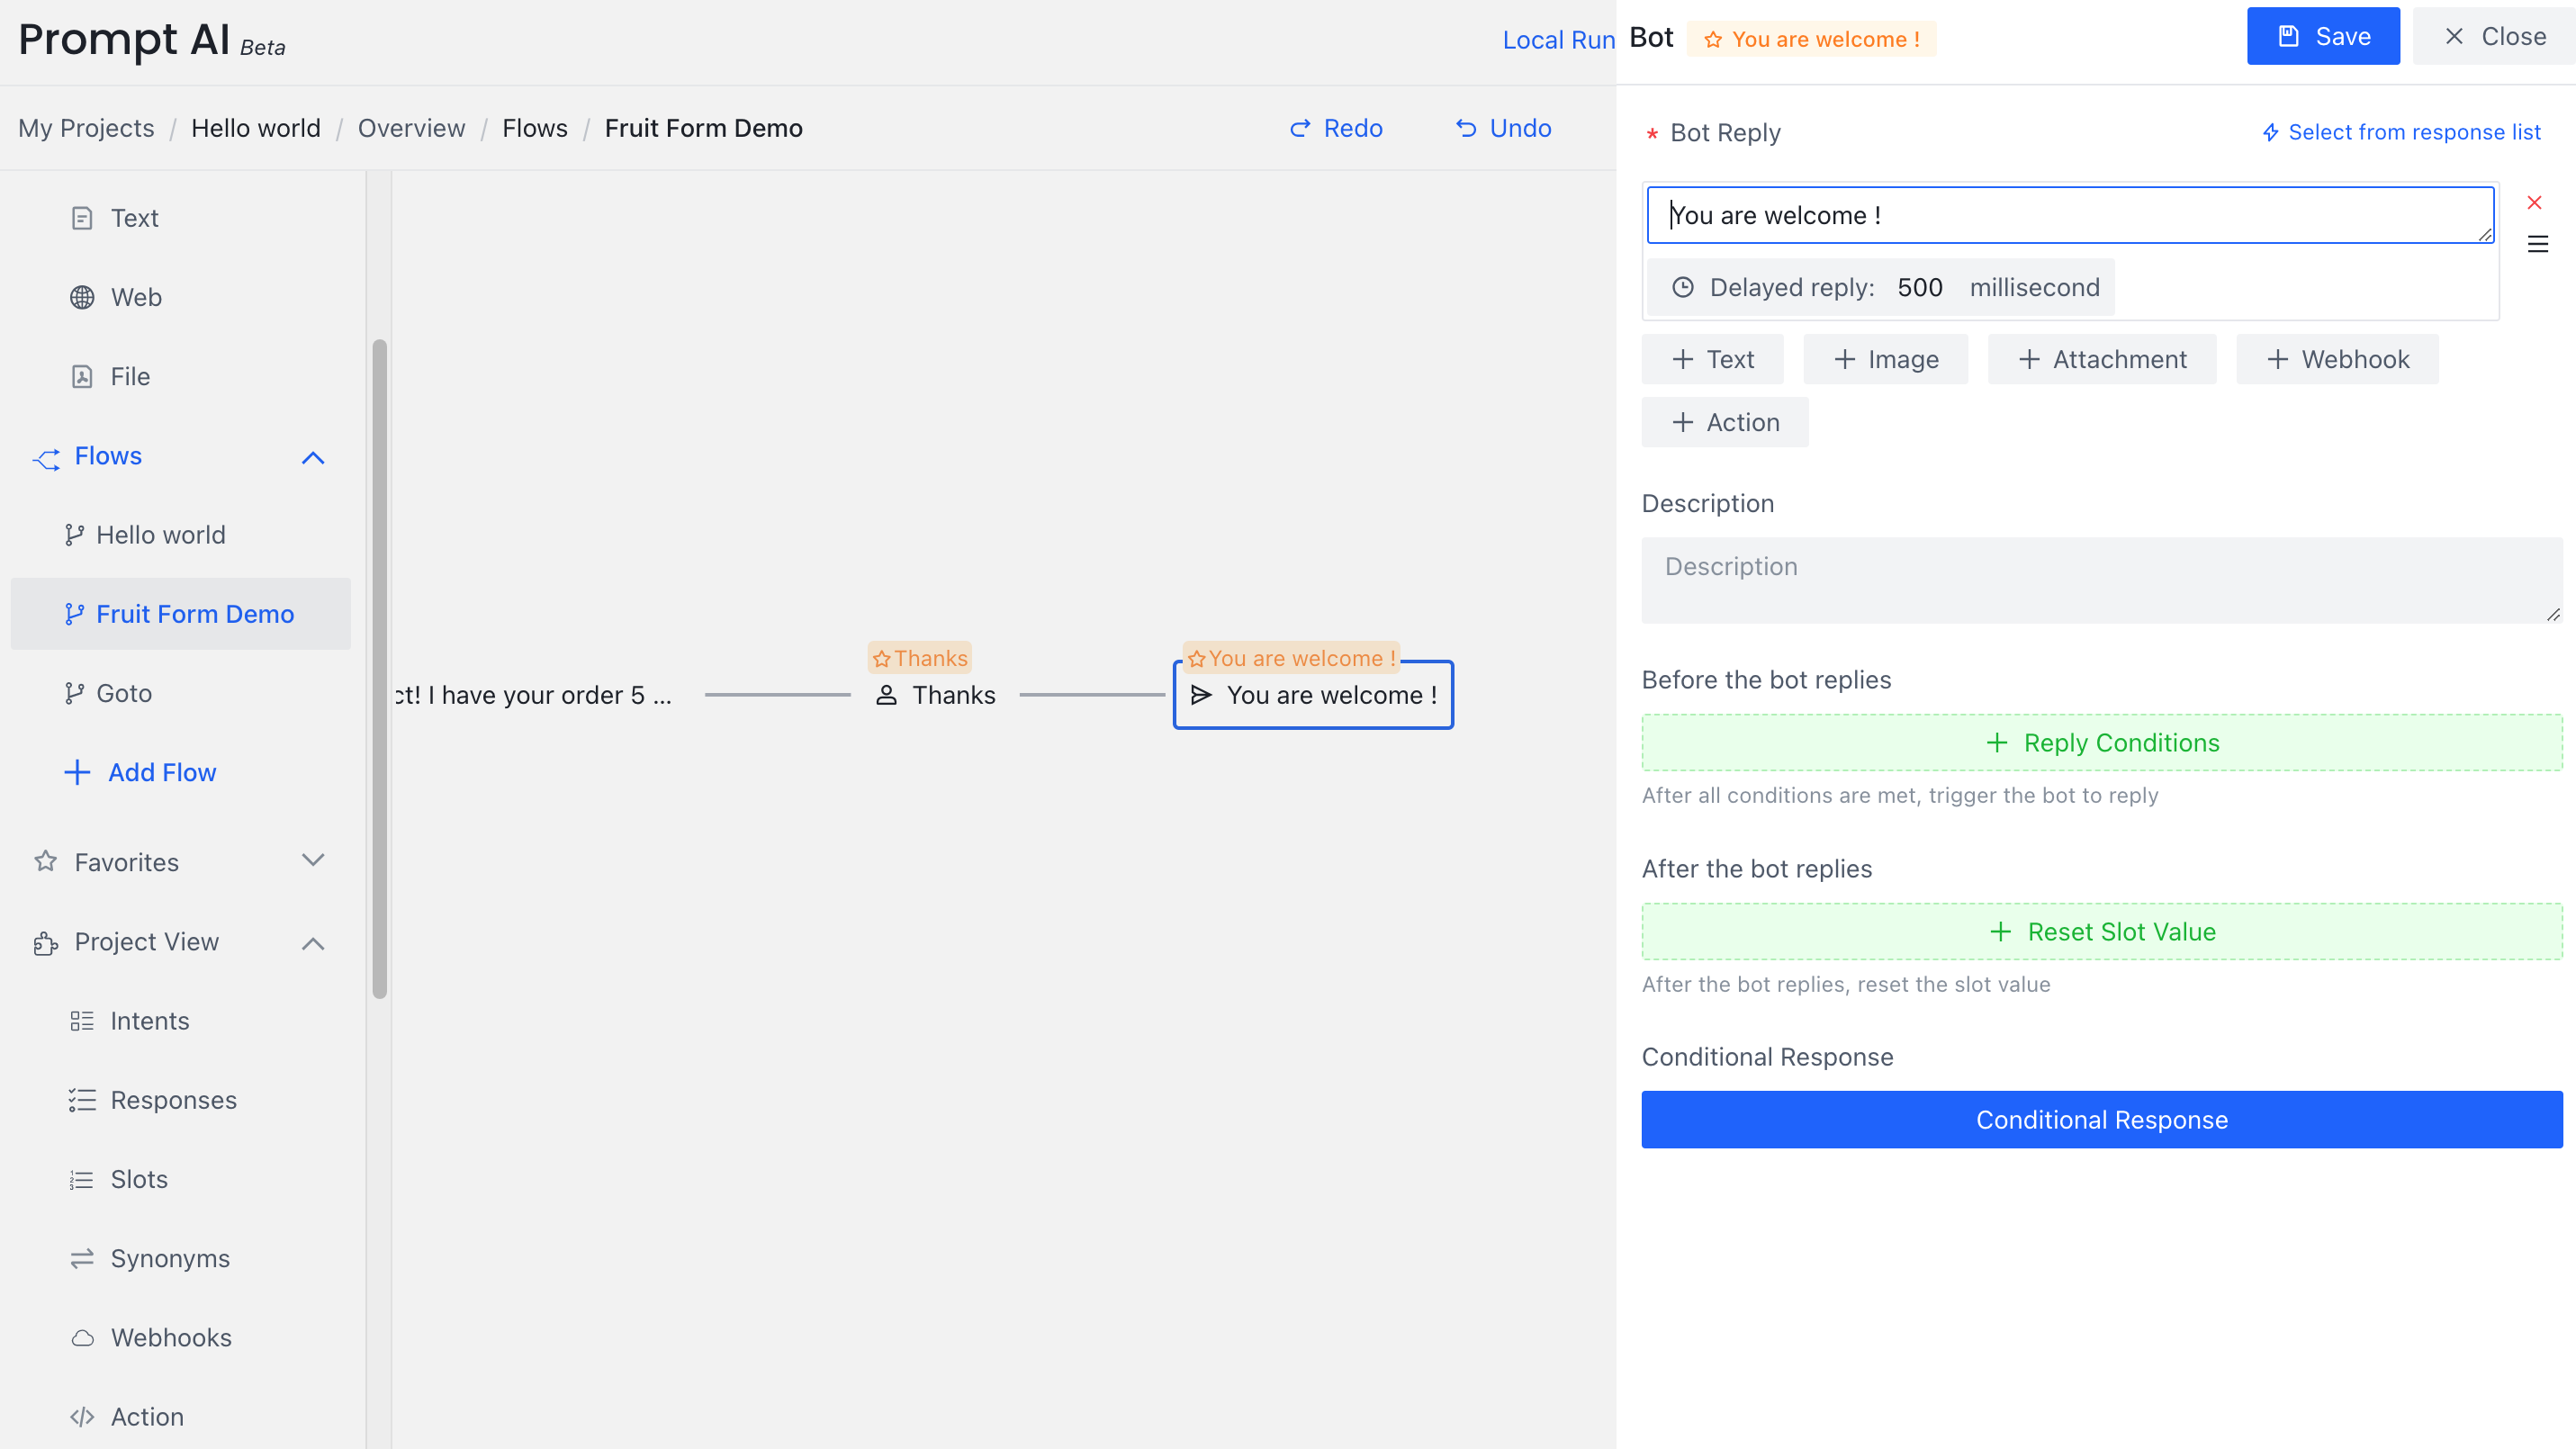 Prompt AI Beta
Local Run
Bot
You are welcome !
Save
Close
My Projects / Hello world / Overview / Flows / Fruit Form Demo
Redo
Undo
* Bot Reply
Select from response list
You are welcome !
Delayed reply: 500 millisecond
Text
Image
Attachment
Webhook
Action
Description
Description
Before the bot replies
Reply Conditions
After all conditions are met, trigger the bot to reply
After the bot replies
Reset Slot Value
After the bot replies, reset the slot value
Conditional Response
Conditional Response
Text
Web
File
Flows
Hello world
Fruit Form Demo
Goto
Add Flow
Favorites
Project View
Intents
Responses
Slots
Synonyms
Webhooks
Action
ct! I have your order 5 ...
Thanks
Thanks
You are welcome !
You are welcome !